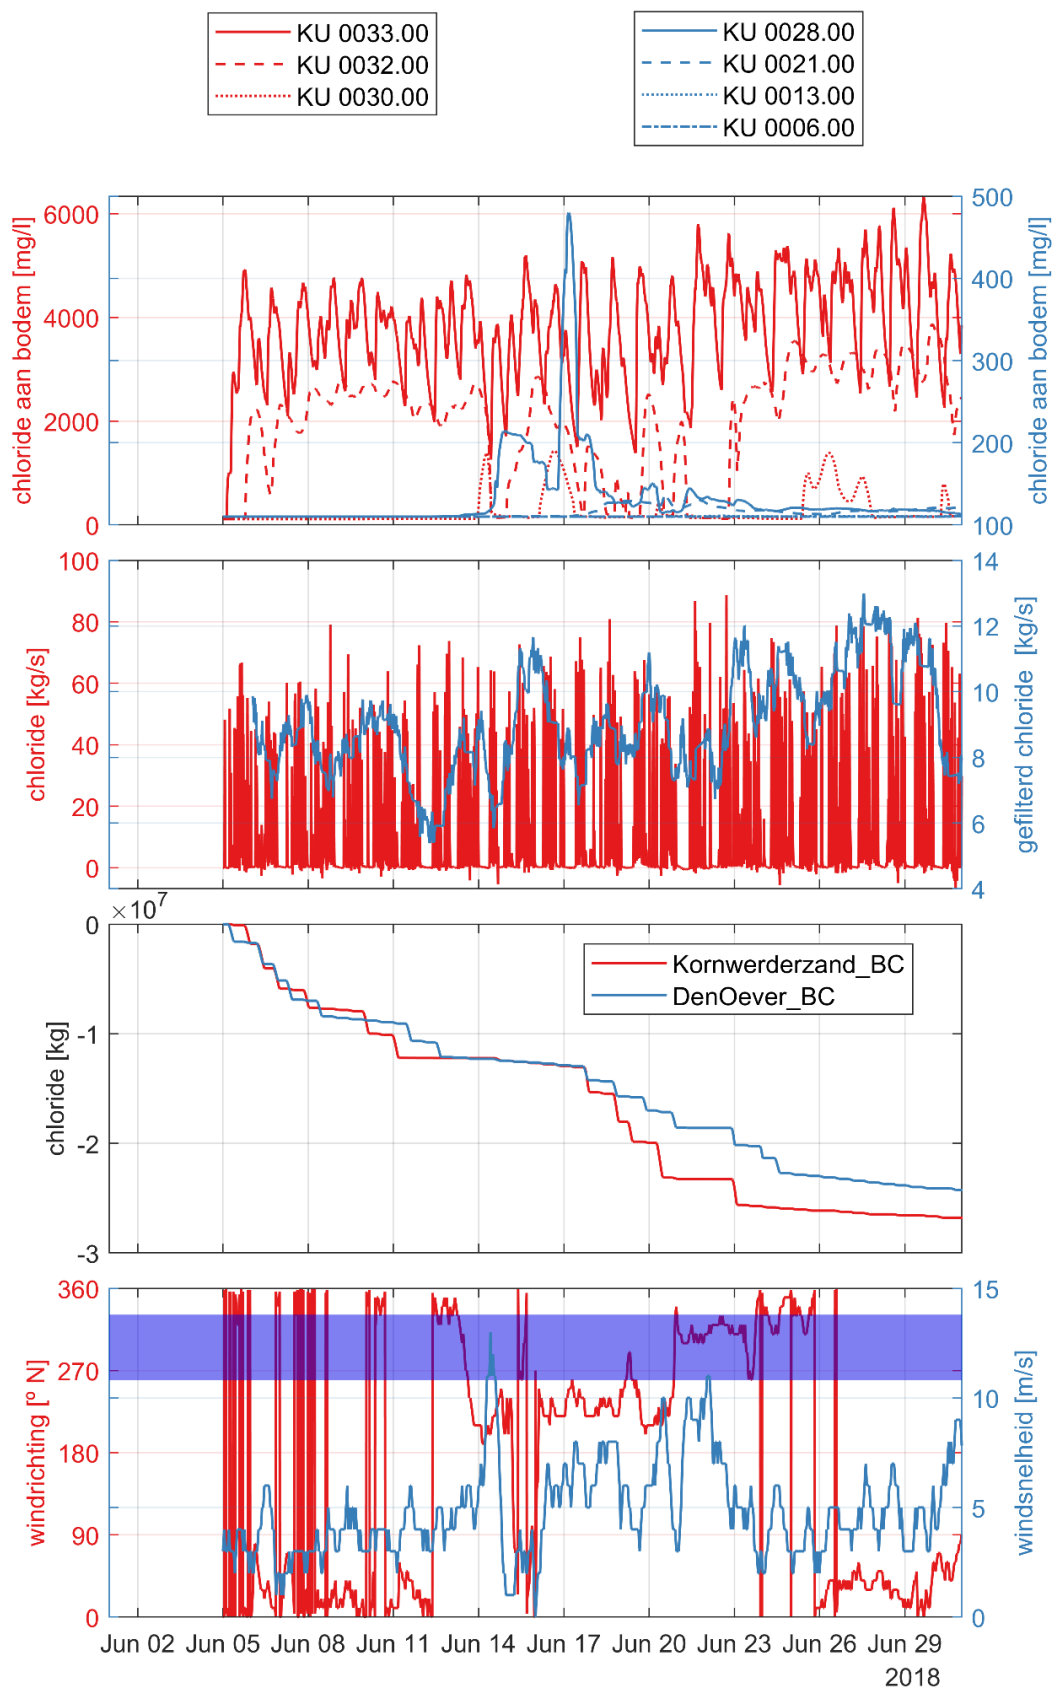 KU 0033.00
KU 0032.00
KU 0030.00
KU 0028.00
KU 0021.00
KU 0013.00
KU 0006.00
chloride aan bodem [mg/l]
6000
4000
2000
0
500
400
300
200
100
chloride aan bodem [mg/l]
chloride [kg/s]
100
80
60
40
20
0
14
12
10
8
6
4
gefilterd chloride [kg/s]
×10⁷
chloride [kg]
0
-1
-2
-3
Kornwerderzand_BC
DenOever_BC
windrichting [º N]
360
270
180
90
0
15
10
5
0
windsnelheid [m/s]
Jun 02 Jun 05 Jun 08 Jun 11 Jun 14 Jun 17 Jun 20 Jun 23 Jun 26 Jun 29
2018